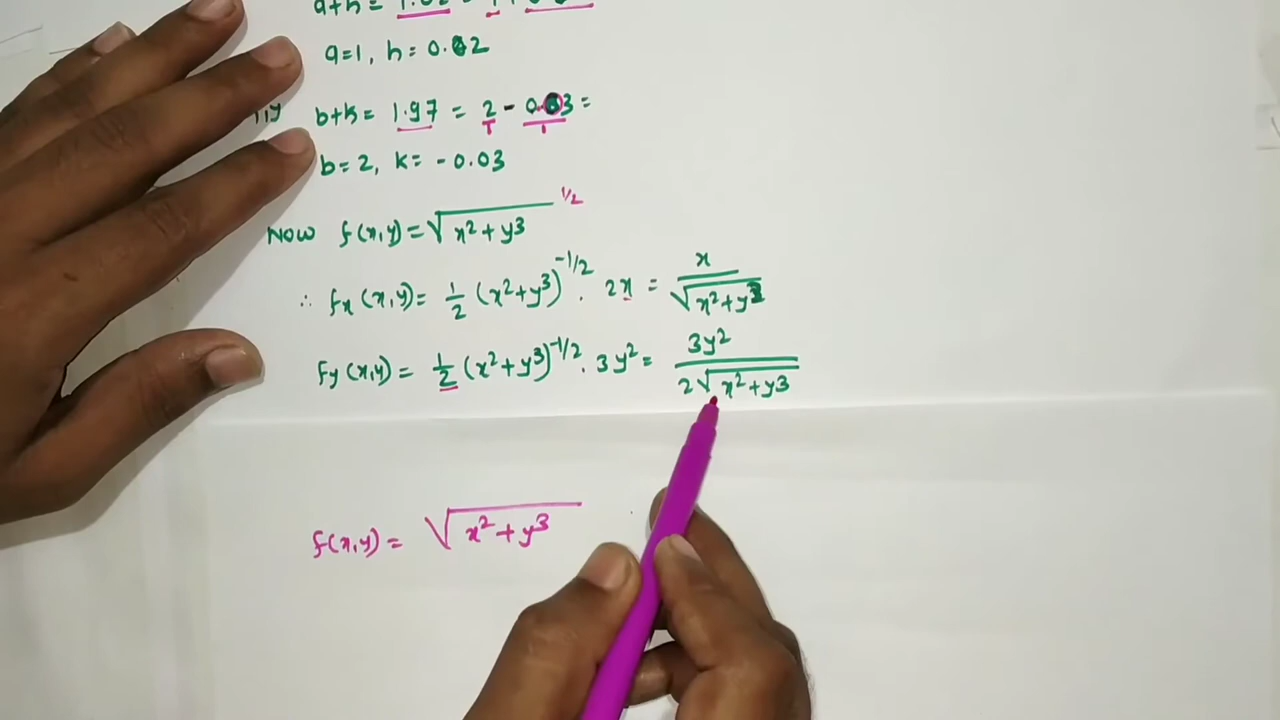 a+h = 1.02 =
a=1, h=0.02
b+k = 1.97 = 2 - 0.03 =
b=2, k= -0.03
Now f(x,y)= √(x²+y³) 1/2
∴ fx(x,y)= 1/2 (x²+y³)^-1/2 . 2x = x/√(x²+y³)
fy(x,y)= 1/2 (x²+y³)^-1/2 . 3y² = 3y²/2√(x²+y³)
f(x,y)= √(x²+y³)